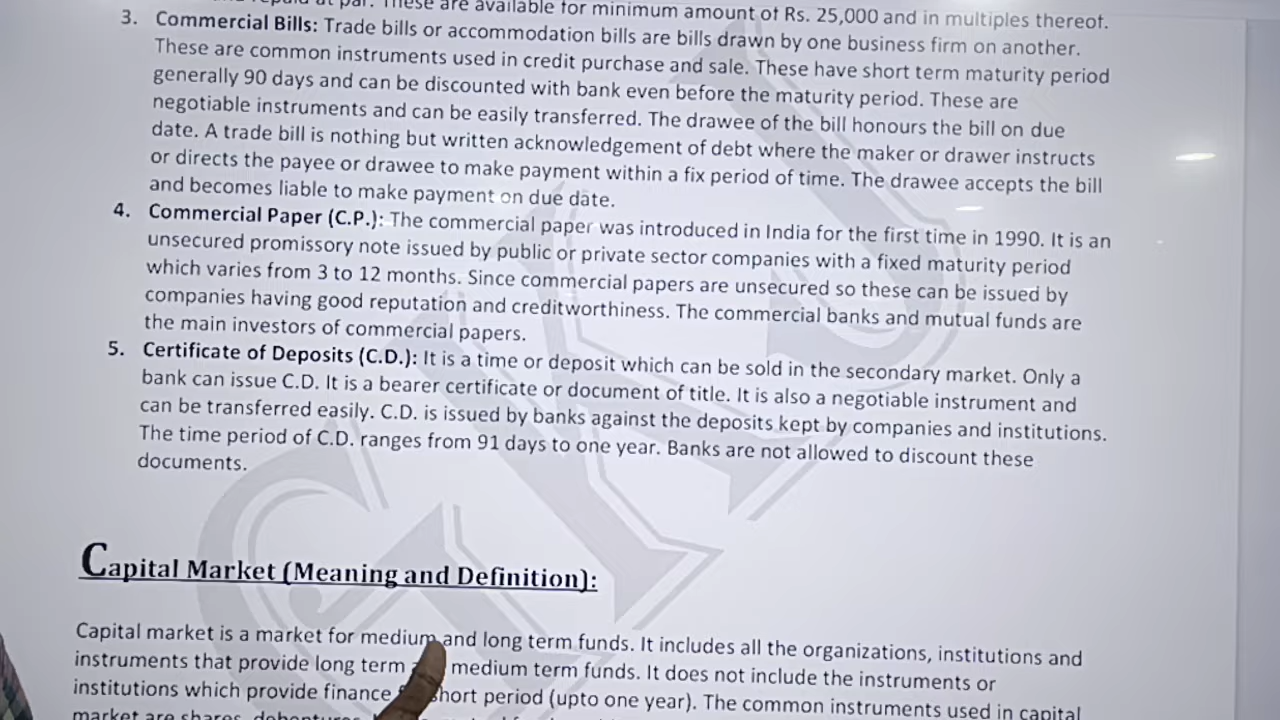 at par. These are available for minimum amount of Rs. 25,000 and in multiples thereof.
3. Commercial Bills: Trade bills or accommodation bills are bills drawn by one business firm on another.
These are common instruments used in credit purchase and sale. These have short term maturity period
generally 90 days and can be discounted with bank even before the maturity period. These are
negotiable instruments and can be easily transferred. The drawee of the bill honours the bill on due
date. A trade bill is nothing but written acknowledgement of debt where the maker or drawer instructs
or directs the payee or drawee to make payment within a fix period of time. The drawee accepts the bill
and becomes liable to make payment on due date.
4. Commercial Paper (C.P.): The commercial paper was introduced in India for the first time in 1990. It is an
unsecured promissory note issued by public or private sector companies with a fixed maturity period
which varies from 3 to 12 months. Since commercial papers are unsecured so these can be issued by
companies having good reputation and creditworthiness. The commercial banks and mutual funds are
the main investors of commercial papers.
5. Certificate of Deposits (C.D.): It is a time or deposit which can be sold in the secondary market. Only a
bank can issue C.D. It is a bearer certificate or document of title. It is also a negotiable instrument and
can be transferred easily. C.D. is issued by banks against the deposits kept by companies and institutions.
The time period of C.D. ranges from 91 days to one year. Banks are not allowed to discount these
documents.
Capital Market (Meaning and Definition):
Capital market is a market for medium and long term funds. It includes all the organizations, institutions and
instruments that provide long term medium term funds. It does not include the instruments or
institutions which provide finance short period (upto one year). The common instruments used in capital
market are shares, debentures,